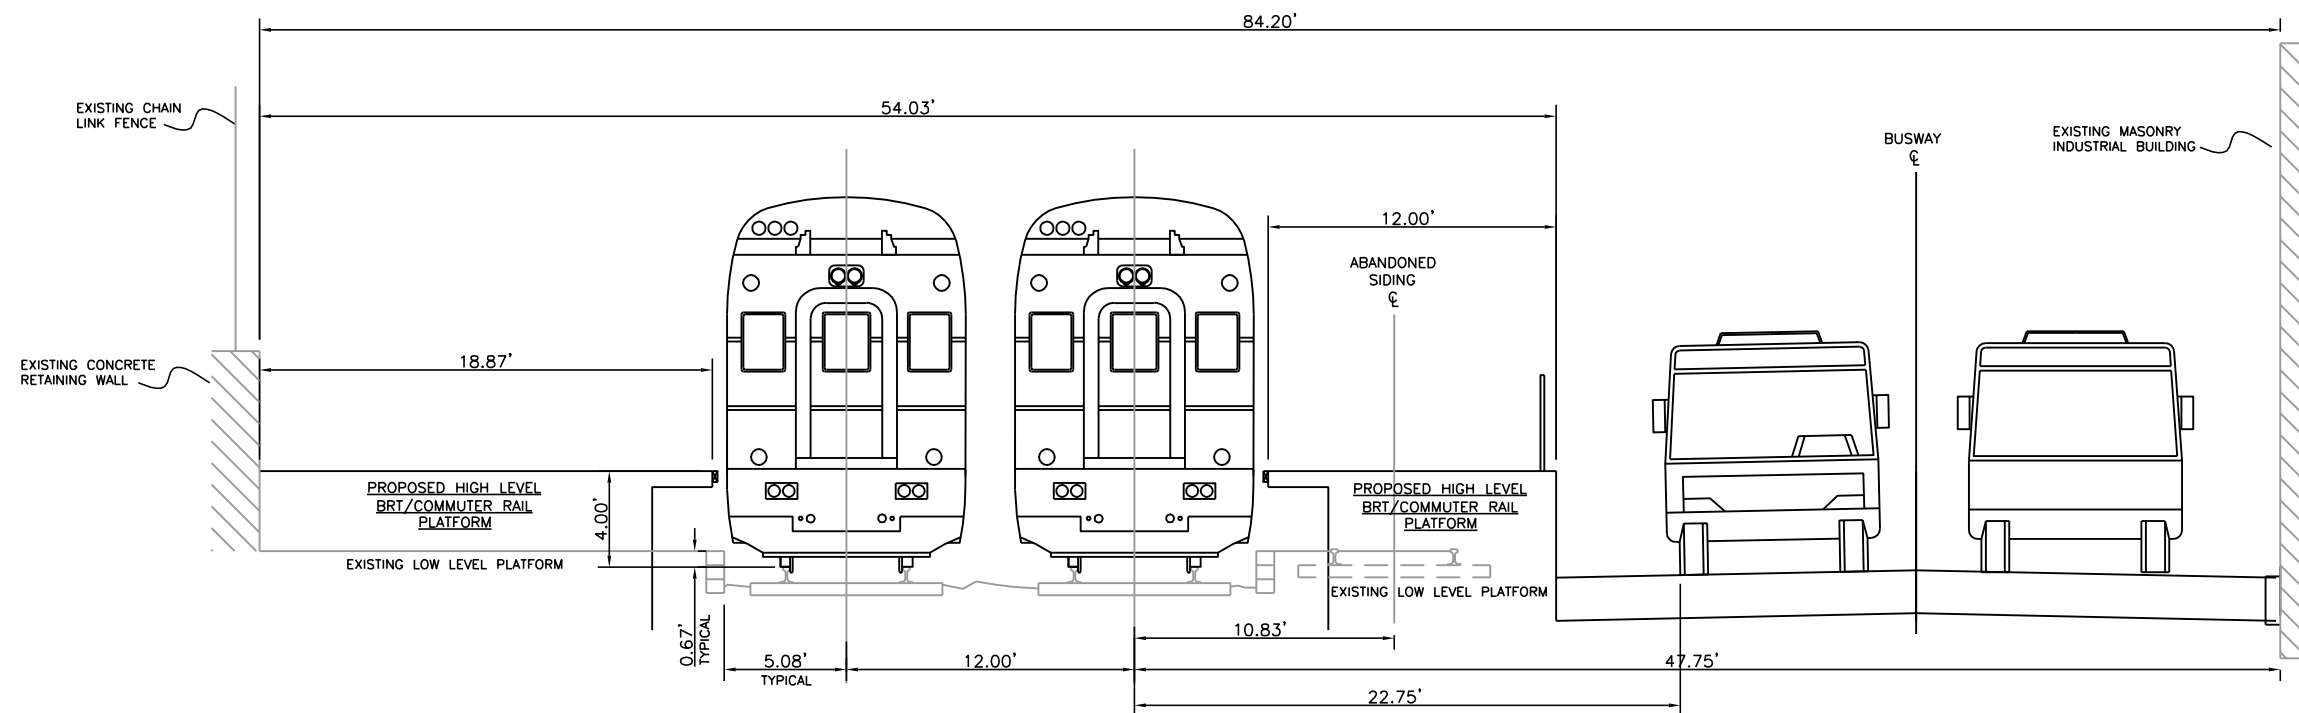 84.20'
54.03'
EXISTING CHAIN
LINK FENCE
BUSWAY
℄
EXISTING MASONRY
INDUSTRIAL BUILDING
12.00'
ABANDONED
SIDING
℄
EXISTING CONCRETE
RETAINING WALL
18.87'
PROPOSED HIGH LEVEL
BRT/COMMUTER RAIL
PLATFORM
4.00'
PROPOSED HIGH LEVEL
BRT/COMMUTER RAIL
PLATFORM
EXISTING LOW LEVEL PLATFORM
EXISTING LOW LEVEL PLATFORM
0.67'
TYPICAL
10.83'
5.08'
TYPICAL
12.00'
47.75'
22.75'